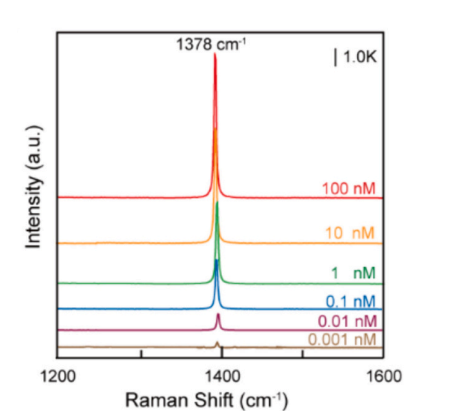 1378 cm⁻¹
| 1.0K
Intensity (a.u.)
100 nM
10 nM
1 nM
0.1 nM
0.01 nM
0.001 nM
1200 1400 1600
Raman Shift (cm⁻¹)